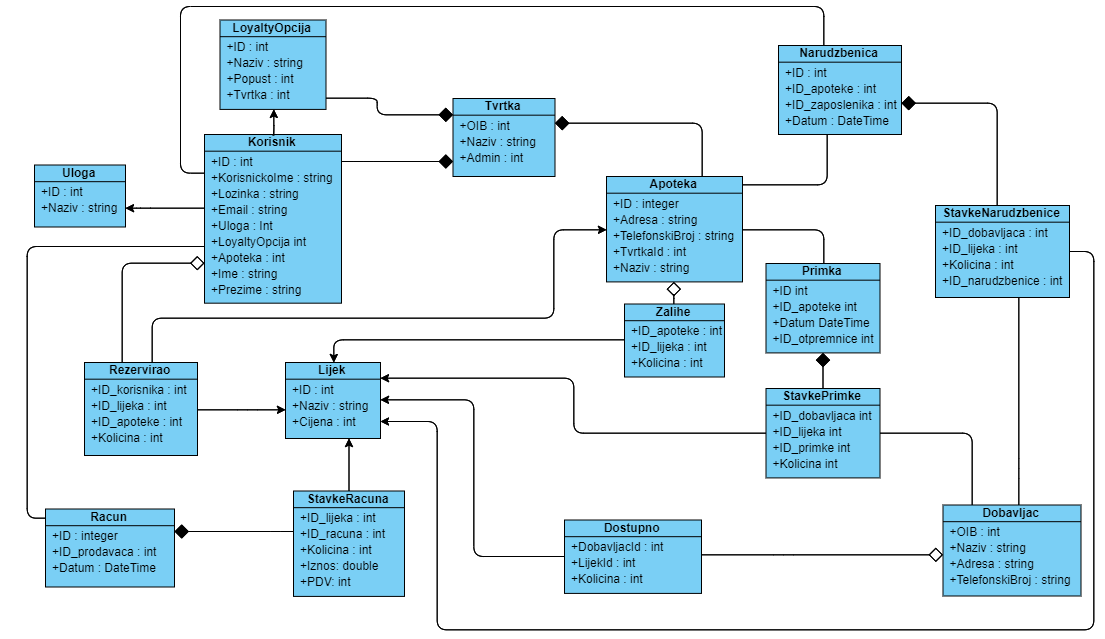 LoyaltyOpcija
+ID : int
+Naziv : string
+Popust : int
+Tvrtka : int
Narudzbenica
+ID : int
+ID_apoteke : int
+ID_zaposlenika : int
+Datum : DateTime
Tvrtka
+OIB : int
+Naziv : string
+Admin : int
Korisnik
+ID : int
+KorisnickoIme : string
+Lozinka : string
+Email : string
+Uloga : Int
+LoyaltyOpcija int
+Apoteka : int
+Ime : string
+Prezime : string
Uloga
+ID : int
+Naziv : string
Apoteka
+ID : integer
+Adresa : string
+TelefonskiBroj : string
+TvrtkaId : int
+Naziv : string
StavkeNarudzbenice
+ID_dobavljaca : int
+ID_lijeka : int
+Kolicina : int
+ID_narudzbenice : int
Primka
+ID int
+ID_apoteke int
+Datum DateTime
+ID_otpremnice int
Zalihe
+ID_apoteke : int
+ID_lijeka : int
+Kolicina : int
Rezervirao
+ID_korisnika : int
+ID_lijeka : int
+ID_apoteke : int
+Kolicina : int
Lijek
+ID : int
+Naziv : string
+Cijena : int
StavkePrimke
+ID_dobavljaca int
+ID_lijeka int
+ID_primke int
+Kolicina int
StavkeRacuna
+ID_lijeka : int
+ID_racuna : int
+Kolicina : int
+Iznos: double
+PDV: int
Racun
+ID : integer
+ID_prodavaca : int
+Datum : DateTime
Dostupno
+DobavljacId : int
+LijekId : int
+Kolicina : int
Dobavljac
+OIB : int
+Naziv : string
+Adresa : string
+TelefonskiBroj : string